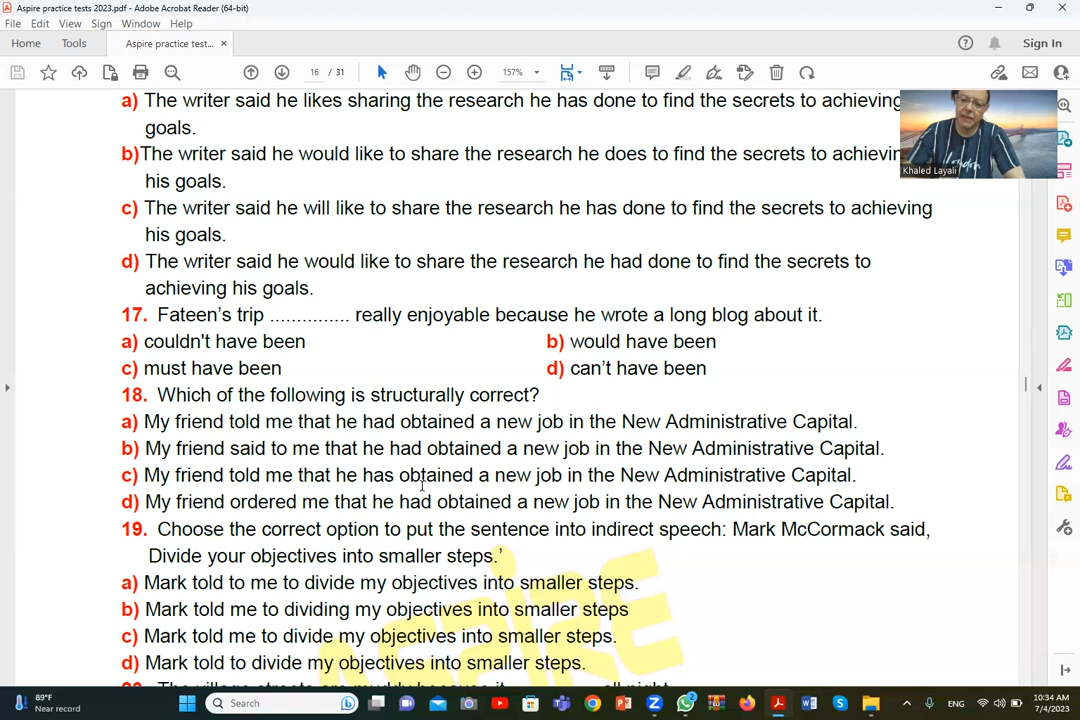 Aspire practice tests 2023.pdf - Adobe Acrobat Reader (64-bit)
File Edit View Sign Window Help
Home Tools Aspire practice test... × Sign In
16 / 31 157%
a) The writer said he likes sharing the research he has done to find the secrets to achieving
goals.
b)The writer said he would like to share the research he does to find the secrets to
his goals.
c) The writer said he will like to share the research he has done to find the secrets to achieving
his goals.
d) The writer said he would like to share the research he had done to find the secrets to
achieving his goals.
Khaled Layali
17. Fateen's trip ............... really enjoyable because he wrote a long blog about it.
a) couldn't have been b) would have been
c) must have been d) can't have been
18. Which of the following is structurally correct?
a) My friend told me that he had obtained a new job in the New Administrative Capital.
b) My friend said to me that he had obtained a new job in the New Administrative Capital.
c) My friend told me that he has obtained a new job in the New Administrative Capital.
d) My friend ordered me that he had obtained a new job in the New Administrative Capital.
19. Choose the correct option to put the sentence into indirect speech: Mark McCormack said,
Divide your objectives into smaller steps.'
a) Mark told to me to divide my objectives into smaller steps.
b) Mark told me to dividing my objectives into smaller steps
c) Mark told me to divide my objectives into smaller steps.
d) Mark told to divide my objectives into smaller steps.
AsPiRE
89°F
Near record
Search
2
ENG
10:34 AM
7/4/2023